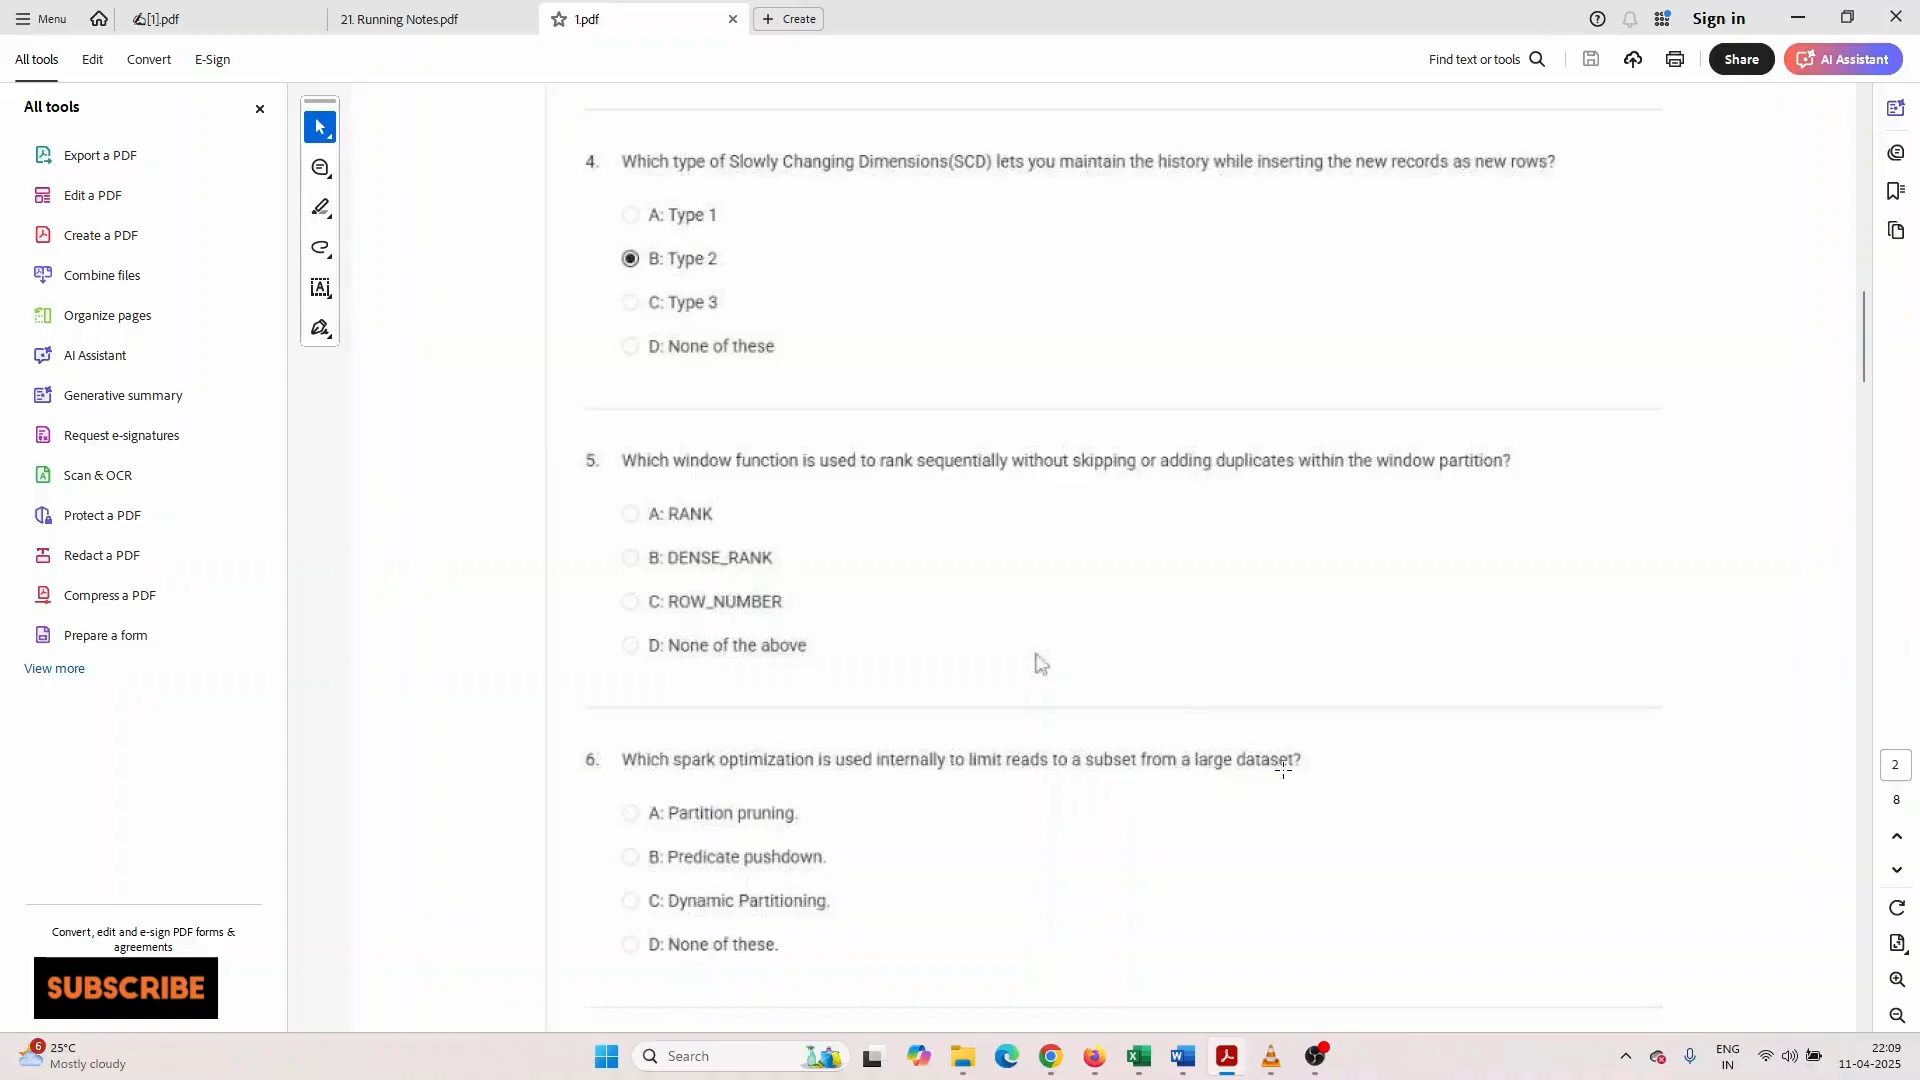 Menu
[1].pdf
21. Running Notes.pdf
1.pdf
Create
Sign in
All tools
Edit
Convert
E-Sign
Find text or tools
Share
AI Assistant
All tools
Export a PDF
Edit a PDF
Create a PDF
Combine files
Organize pages
AI Assistant
Generative summary
Request e-signatures
Scan & OCR
Protect a PDF
Redact a PDF
Compress a PDF
Prepare a form
View more
Convert, edit and e-sign PDF forms &
agreements
SUBSCRIBE
4. Which type of Slowly Changing Dimensions(SCD) lets you maintain the history while inserting the new records as new rows?
A: Type 1
B: Type 2
C: Type 3
D: None of these
5. Which window function is used to rank sequentially without skipping or adding duplicates within the window partition?
A: RANK
B: DENSE_RANK
C: ROW_NUMBER
D: None of the above
6. Which spark optimization is used internally to limit reads to a subset from a large dataset?
A: Partition pruning.
B: Predicate pushdown.
C: Dynamic Partitioning.
D: None of these.
2
8
6
25°C
Mostly cloudy
Search
ENG
IN
22:09
11-04-2025